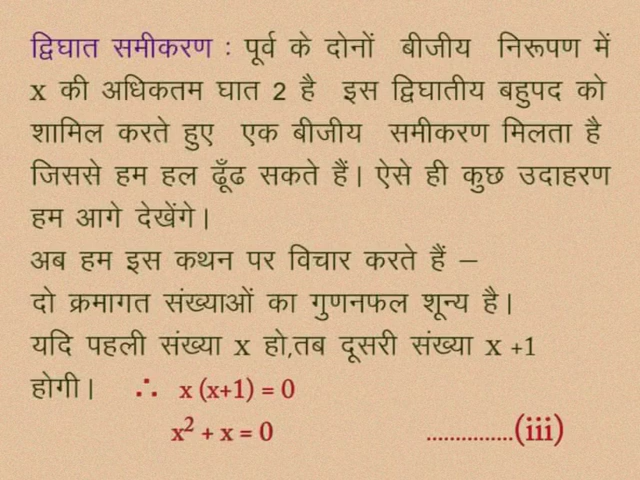 द्विघात समीकरण : पूर्व के दोनों बीजीय निरूपण में
x की अधिकतम घात 2 है इस द्विघातीय बहुपद को
शामिल करते हुए एक बीजीय समीकरण मिलता है
जिससे हम हल ढूँढ सकते हैं। ऐसे ही कुछ उदाहरण
हम आगे देखेंगे।
अब हम इस कथन पर विचार करते हैं –
दो क्रमागत संख्याओं का गुणनफल शून्य है।
यदि पहली संख्या x हो,तब दूसरी संख्या x +1
होगी। ∴ x (x+1) = 0
x² + x = 0 ...............(iii)